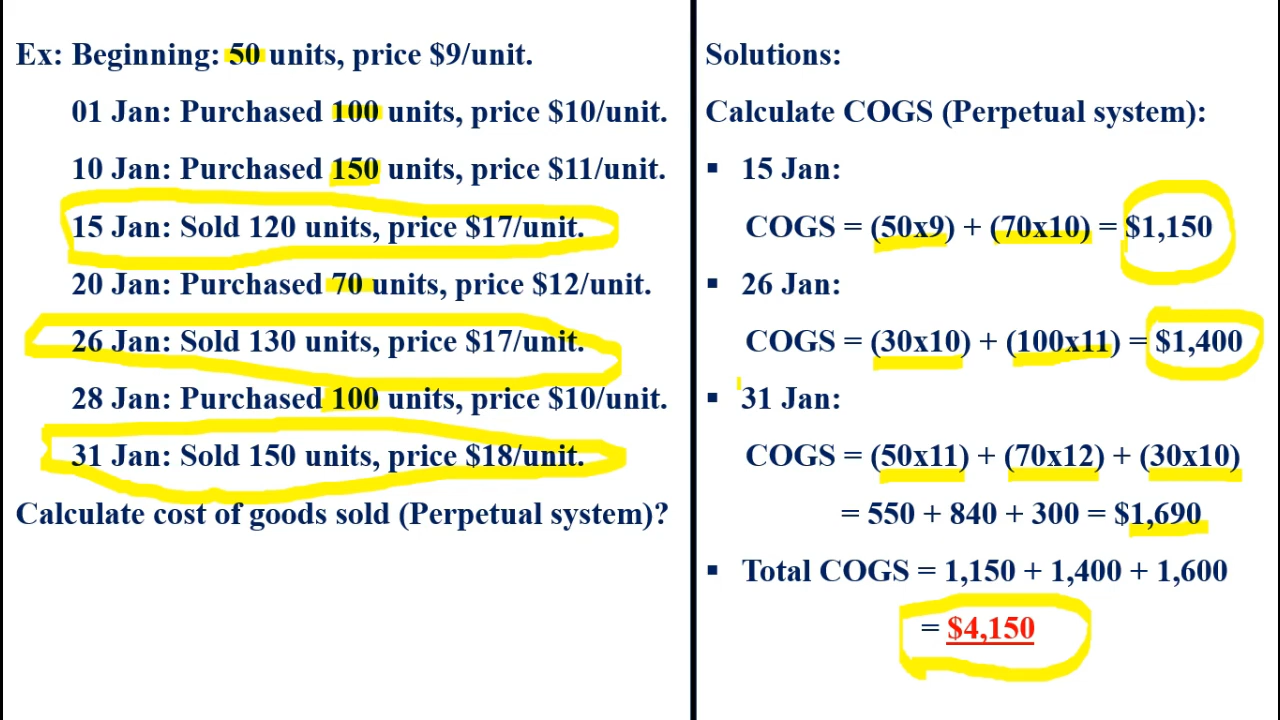 Ex: Beginning: 50 units, price $9/unit.
01 Jan: Purchased 100 units, price $10/unit.
10 Jan: Purchased 150 units, price $11/unit.
15 Jan: Sold 120 units, price $17/unit.
20 Jan: Purchased 70 units, price $12/unit.
26 Jan: Sold 130 units, price $17/unit.
28 Jan: Purchased 100 units, price $10/unit.
31 Jan: Sold 150 units, price $18/unit.
Calculate cost of goods sold (Perpetual system)?
Solutions:
Calculate COGS (Perpetual system):
▪ 15 Jan:
COGS = (50x9) + (70x10) = $1,150
▪ 26 Jan:
COGS = (30x10) + (100x11) = $1,400
▪ 31 Jan:
COGS = (50x11) + (70x12) + (30x10)
= 550 + 840 + 300 = $1,690
▪ Total COGS = 1,150 + 1,400 + 1,600
= $4,150